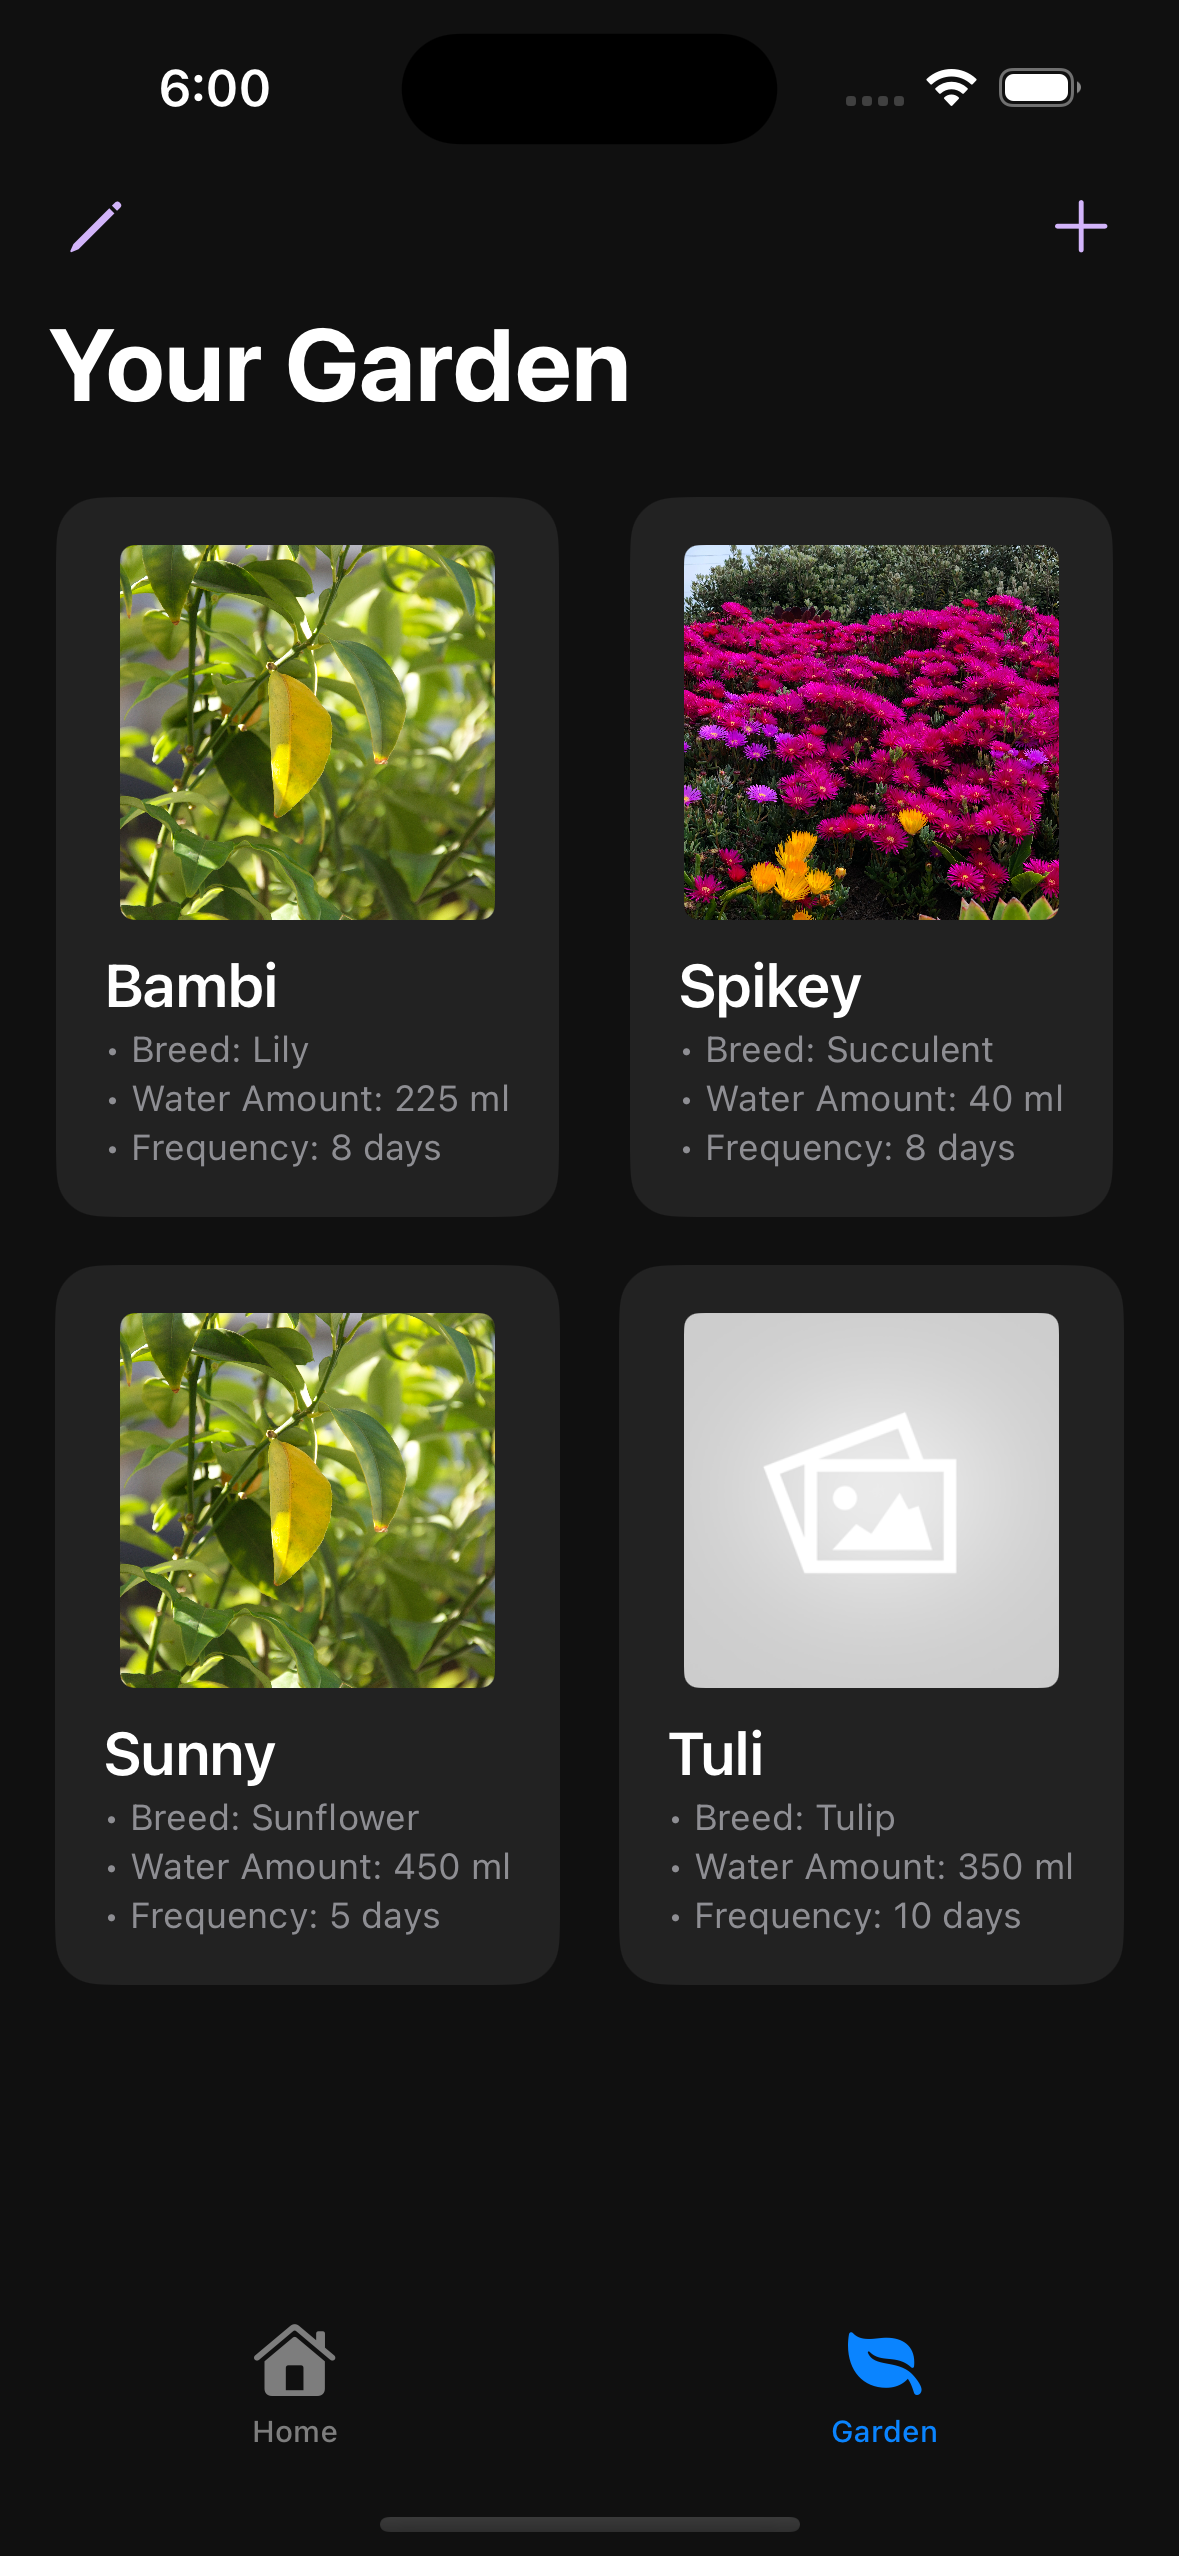 6:00
Your Garden
Bambi
• Breed: Lily
• Water Amount: 225 ml
• Frequency: 8 days
Spikey
• Breed: Succulent
• Water Amount: 40 ml
• Frequency: 8 days
Sunny
• Breed: Sunflower
• Water Amount: 450 ml
• Frequency: 5 days
Tuli
• Breed: Tulip
• Water Amount: 350 ml
• Frequency: 10 days
Home
Garden